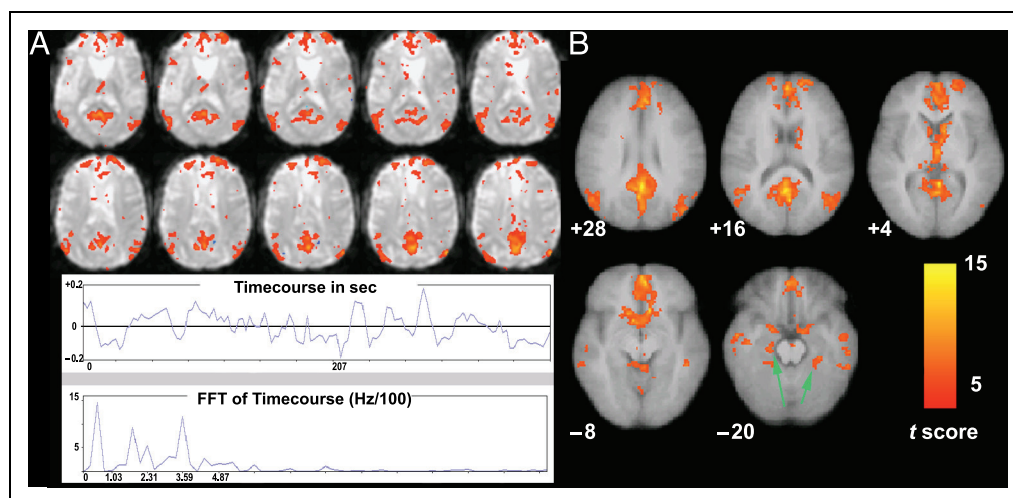 A
B
+28
+16
+4
15
5
t score
−8
−20
Timecourse in sec
+0.2
0
−0.2
0
207
FFT of Timecourse (Hz/100)
15
5
0 1.03 2.31 3.59 4.87